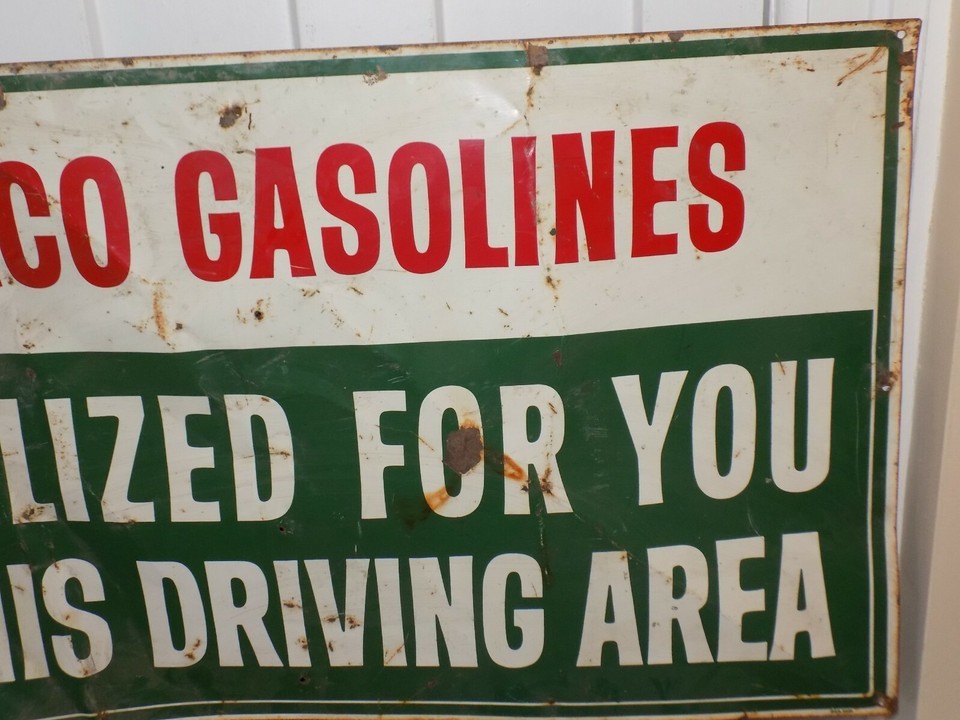 CO GASOLINES
LIZED FOR YOU
IS DRIVING AREA